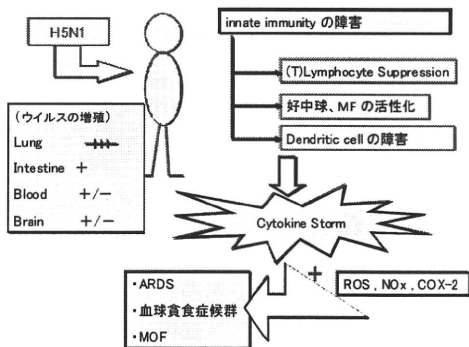 H5N1
innate immunity の障害
(T)Lymphocyte Suppression
好中球、MF の活性化
Dendritic cell の障害
(ウイルスの増殖)
Lung ++++
Intestine +
Blood +/−
Brain +/−
Cytokine Storm
+
ROS , NOx , COX-2
・ARDS
・血球貪食症候群
・MOF